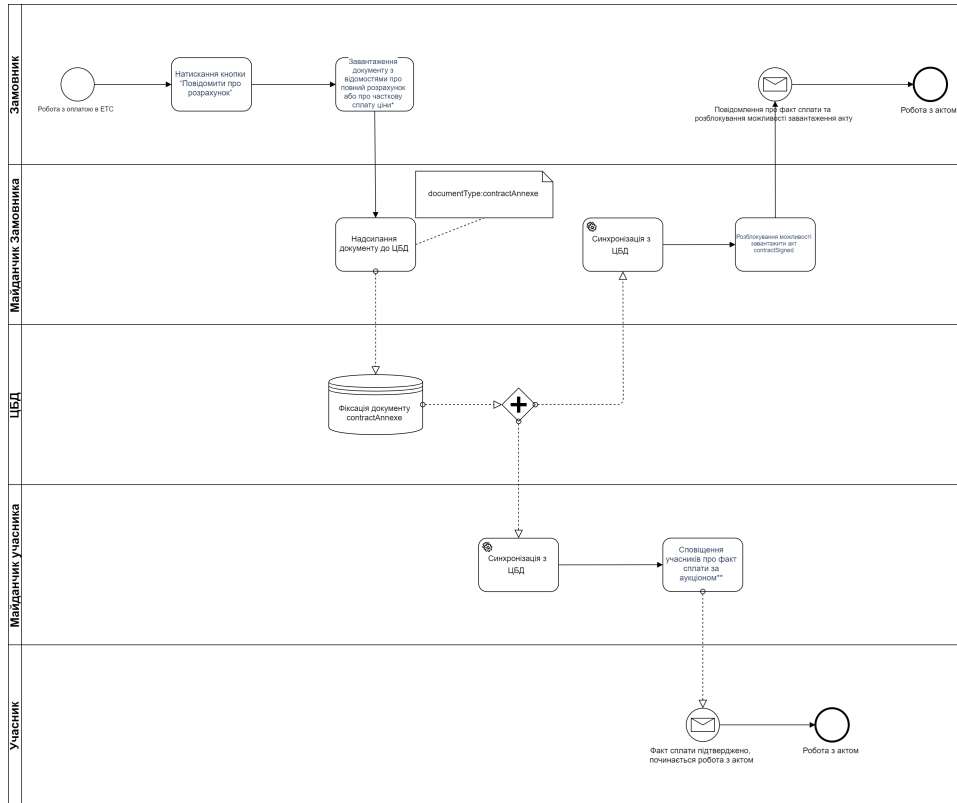 Замовник
Робота з оплатою в ЕТС
Натискання кнопки
"Повідомити про
розрахунок"
Завантаження
документу з
відомостями про
повний розрахунок
або про часткову
сплату ціни*
Повідомлення про факт сплати та
розблокування можливості завантаження акту
Робота з актом
Майданчик Замовника
documentType:contractAnnexe
Надсилання
документу до ЦБД
Синхронізація з
ЦБД
Розблокування можливості
завантажити акт
contractSigned
ЦБД
Фіксація документу
contractAnnexe
Майданчик учасника
Синхронізація з
ЦБД
Сповіщення
учасників про факт
сплати за
аукціоном**
Учасник
Факт сплати підтверджено,
починається робота з актом
Робота з актом